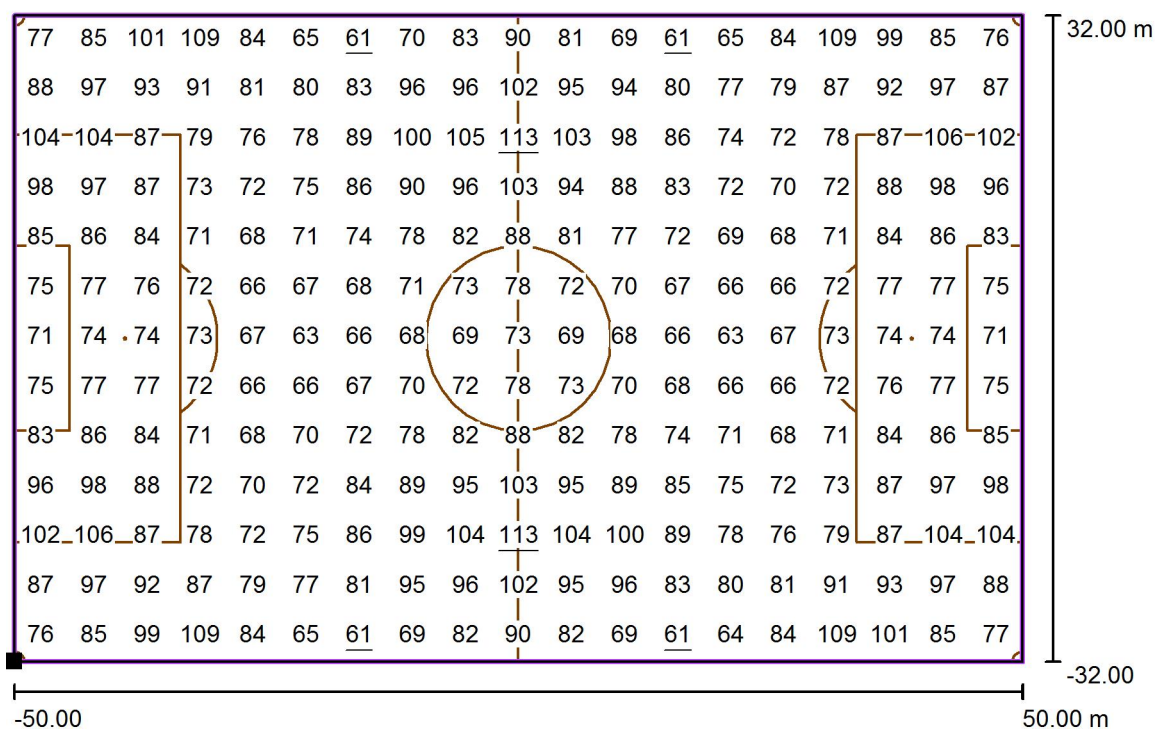 77 85 101 109 84 65 61 70 83 90 81 69 61 65 84 109 99 85 76
32.00 m
88 97 93 91 81 80 83 96 96 102 95 94 80 77 79 87 92 97 87
104 104 87 79 76 78 89 100 105 113 103 98 86 74 72 78 87 106 102
98 97 87 73 72 75 86 90 96 103 94 88 83 72 70 72 88 98 96
85 86 84 71 68 71 74 78 82 88 81 77 72 69 68 71 84 86 83
75 77 76 72 66 67 68 71 73 78 72 70 67 66 66 72 77 77 75
71 74 74 73 67 63 66 68 69 73 69 68 66 63 67 73 74 74 71
75 77 77 72 66 66 67 70 72 78 73 70 68 66 66 72 76 77 75
83 86 84 71 68 70 72 78 82 88 82 78 74 71 68 71 84 86 85
96 98 88 72 70 72 84 89 95 103 95 89 85 75 72 73 87 97 98
102 106 87 78 72 75 86 99 104 113 104 100 89 78 76 79 87 104 104
87 97 92 87 79 77 81 95 96 102 95 96 83 80 81 91 93 97 88
76 85 99 109 84 65 61 69 82 90 82 69 61 64 84 109 101 85 77
-32.00
-50.00
50.00 m